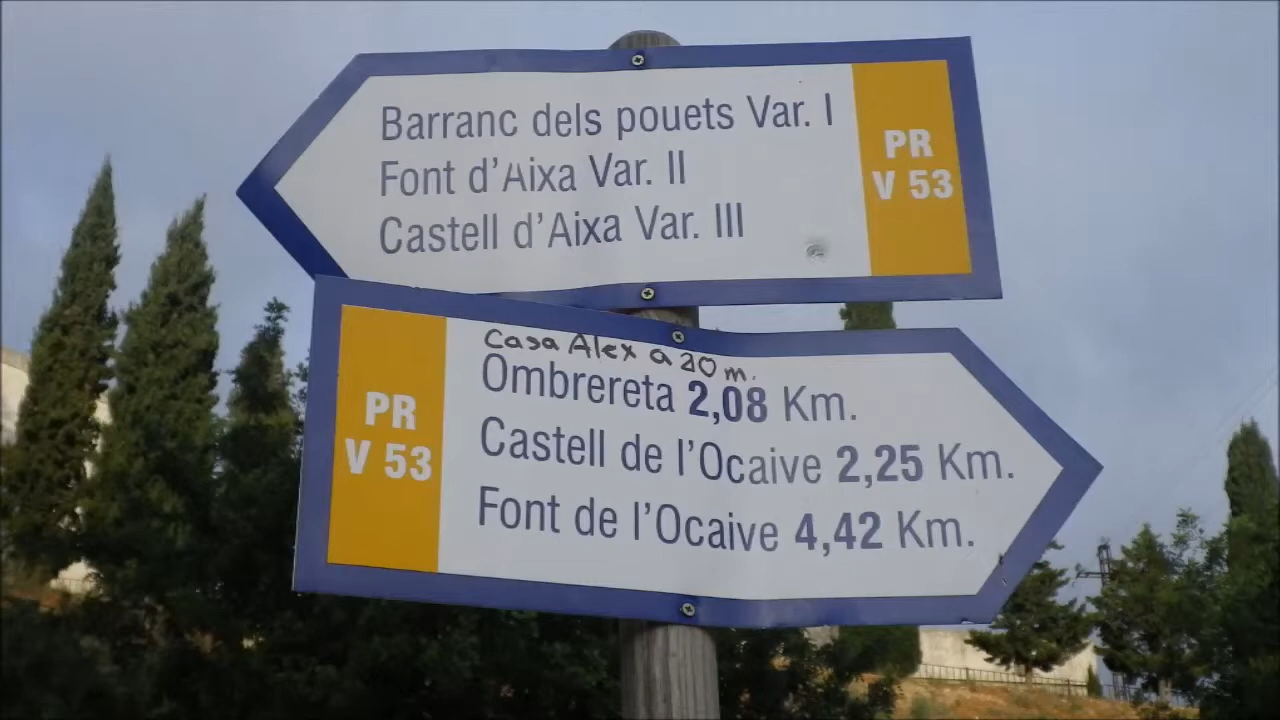 Barranc dels pouets Var. I
Font d'Aixa Var. II
Castell d'Aixa Var. III
PR
V 53
PR
V 53
Casa Alex a 20 m.
Ombrereta 2,08 Km.
Castell de l'Ocaive 2,25 Km.
Font de l'Ocaive 4,42 Km.